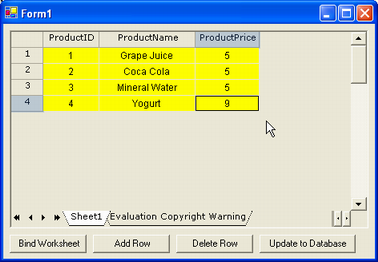 Form1
ProductID ProductName ProductPrice
1 1 Grape Juice 5
2 2 Coca Cola 5
3 3 Mineral Water 5
4 4 Yogurt 9
Sheet1 Evaluation Copyright Warning
Bind Worksheet Add Row Delete Row Update to Database